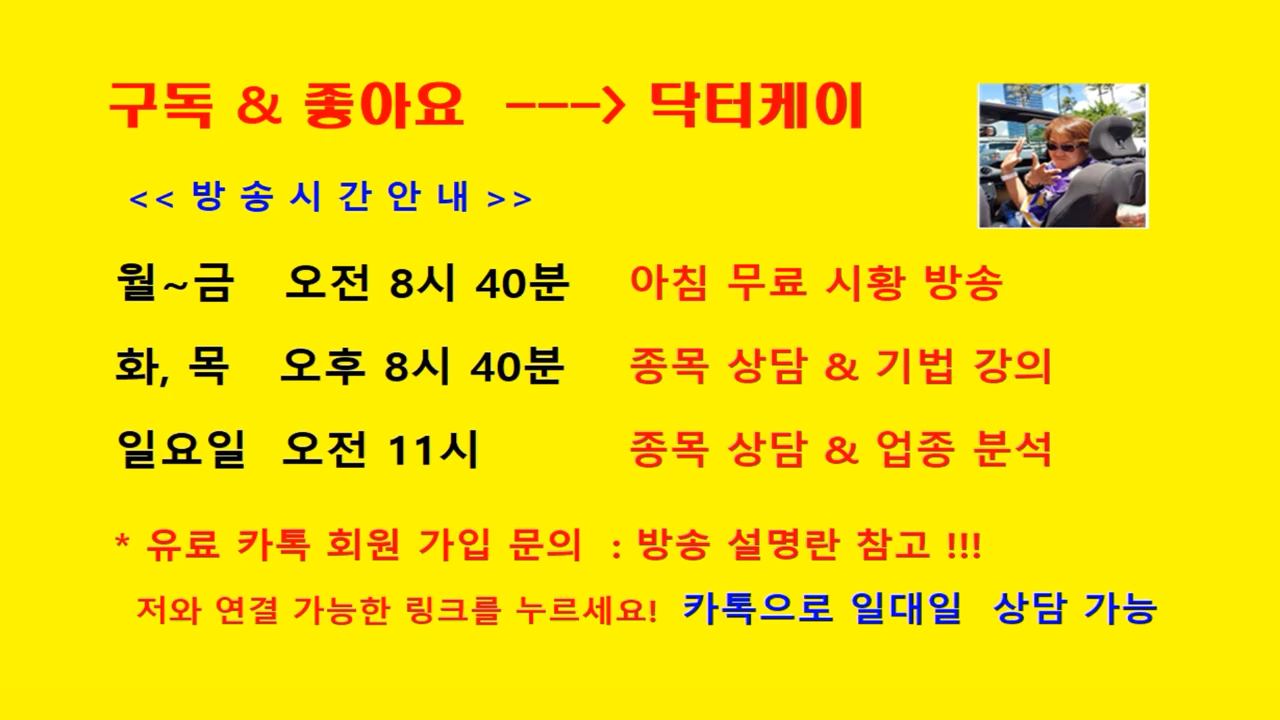 구독 & 좋아요 ---> 닥터케이
<< 방 송 시 간 안 내 >>
월~금 오전 8시 40분 아침 무료 시황 방송
화, 목 오후 8시 40분 종목 상담 & 기법 강의
일요일 오전 11시 종목 상담 & 업종 분석
* 유료 카톡 회원 가입 문의 : 방송 설명란 참고 !!!
저와 연결 가능한 링크를 누르세요! 카톡으로 일대일 상담 가능